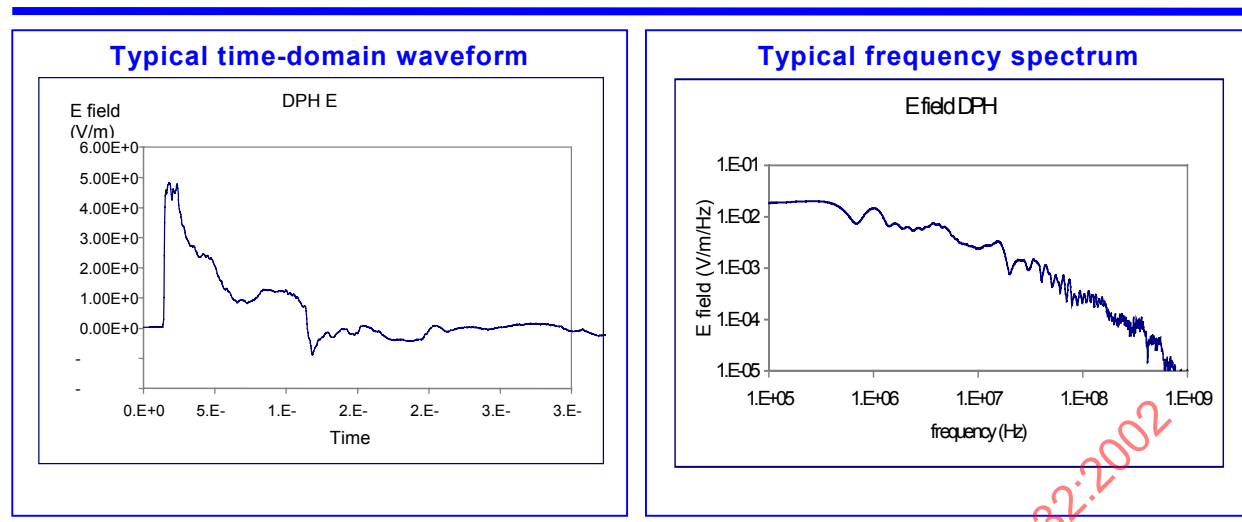 Typical time-domain waveform
DPH E
E field
(V/m)
6.00E+0
5.00E+0
4.00E+0
3.00E+0
2.00E+0
1.00E+0
0.00E+0
-
-
0.E+0 5.E- 1.E- 2.E- 2.E- 3.E- 3.E-
Time
Typical frequency spectrum
E field DPH
E field (V/m/Hz)
1.E-01
1.E-02
1.E-03
1.E-04
1.E-05
1.E+05 1.E+06 1.E+07 1.E+08 1.E+09
frequency (Hz)
32:2002